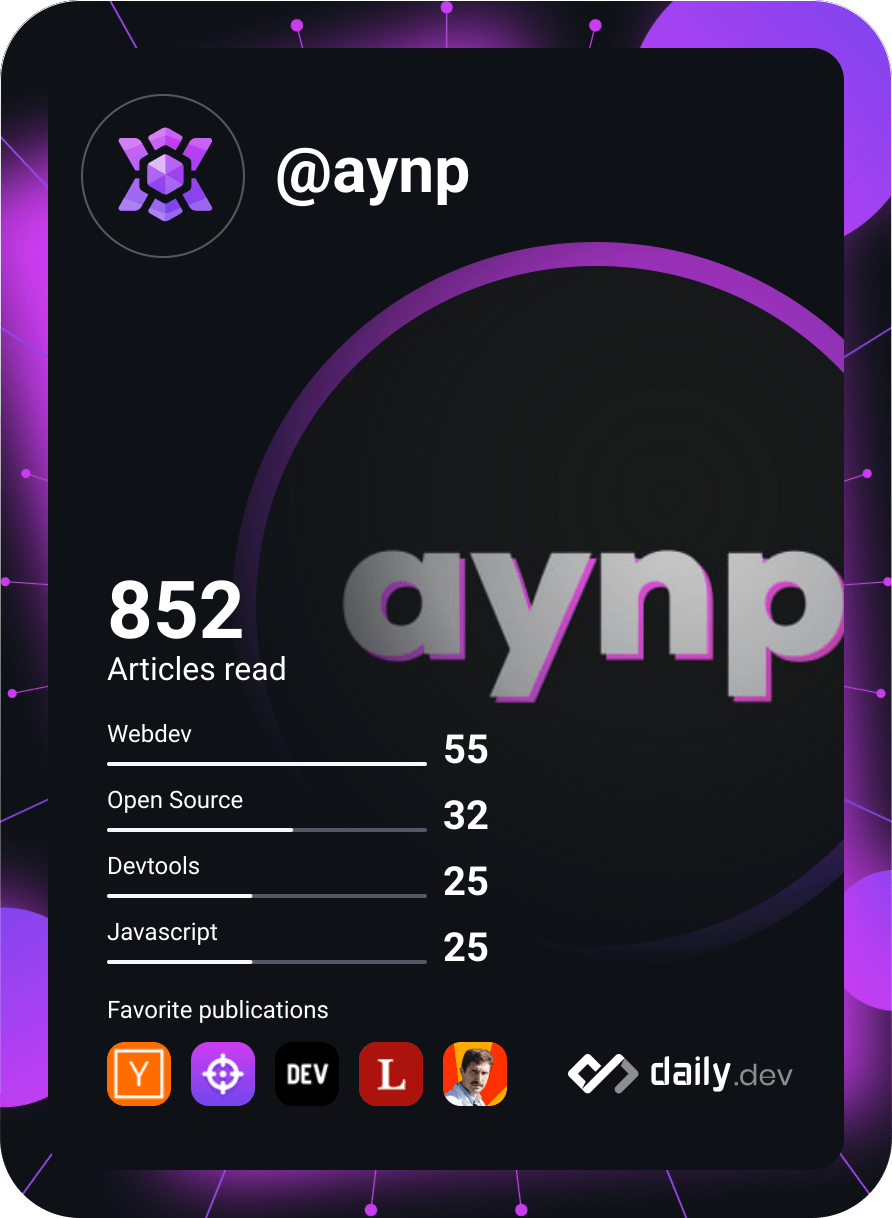 @aynp
aynp
852
Articles read
Webdev
55
Open Source
32
Devtools
25
Javascript
25
Favorite publications
Y
DEV
L
daily.dev